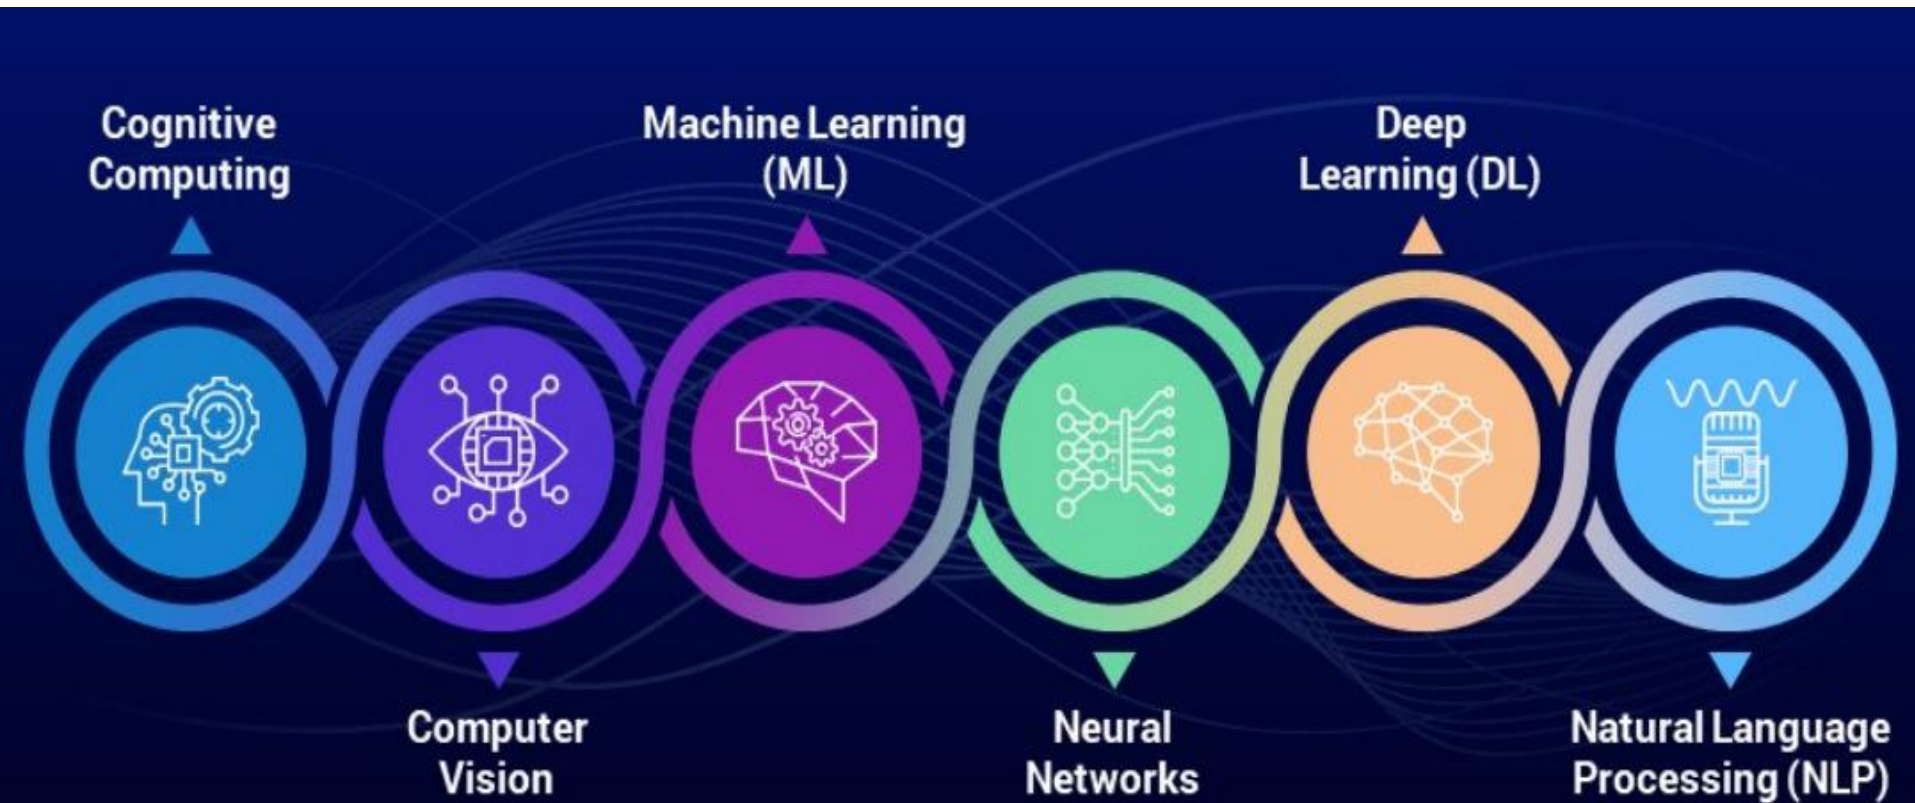 Cognitive
Computing
Machine Learning
(ML)
Deep
Learning (DL)
Computer
Vision
Neural
Networks
Natural Language
Processing (NLP)